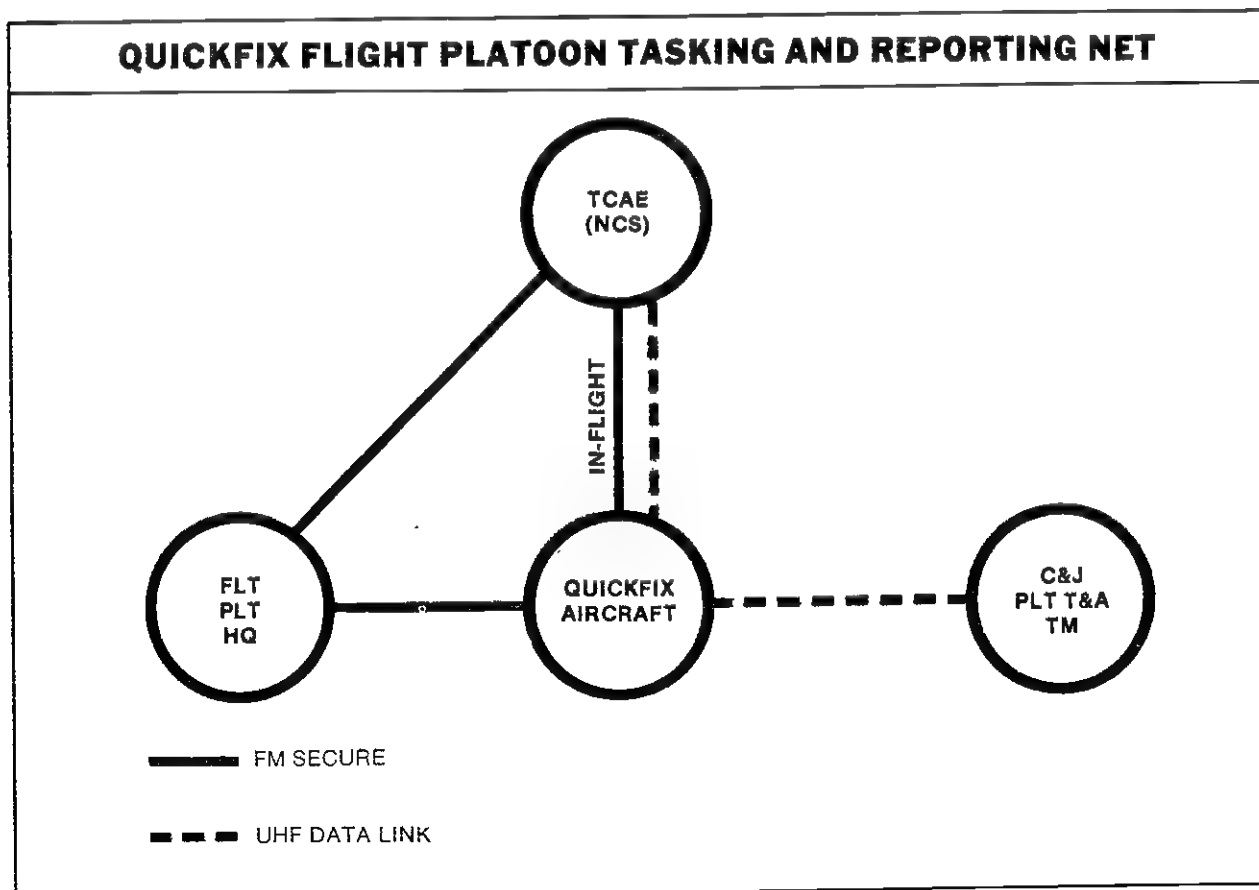 QUICKFIX FLIGHT PLATOON TASKING AND REPORTING NET
TCAE
(NCS)
IN-FLIGHT
FLT
PLT
HQ
QUICKFIX
AIRCRAFT
C&J
PLT T&A
TM
FM SECURE
UHF DATA LINK